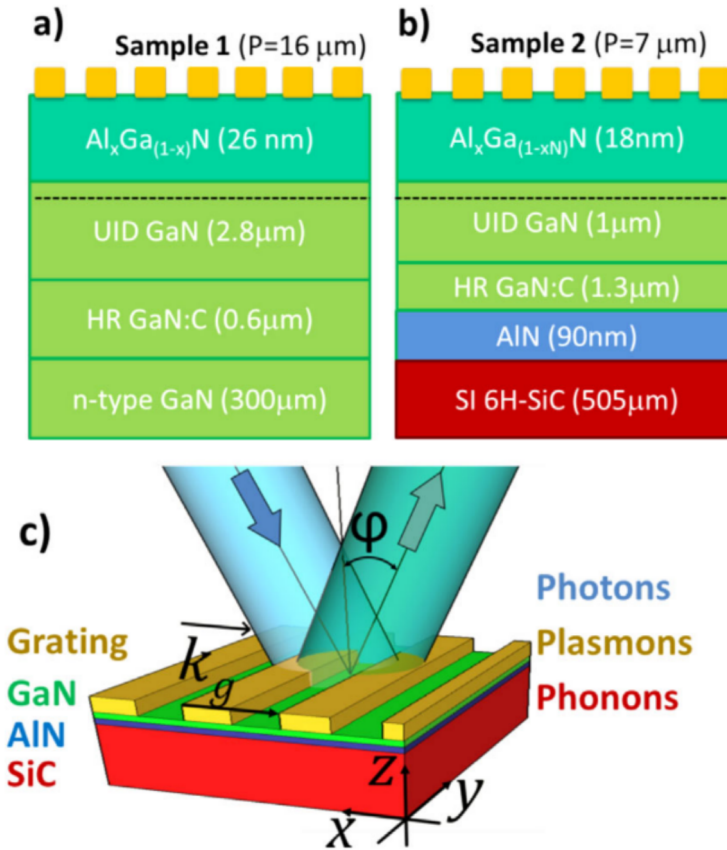 a)
Sample 1 (P=16 μm)
AlₓGa₍₁₋ₓ₎N (26 nm)
UID GaN (2.8μm)
HR GaN:C (0.6μm)
n-type GaN (300μm)
b)
Sample 2 (P=7 μm)
AlₓGa₍₁₋ₓN₎N (18nm)
UID GaN (1μm)
HR GaN:C (1.3μm)
AlN (90nm)
SI 6H-SiC (505μm)
c)
φ
Grating
GaN
AlN
SiC
k⃗g
Photons
Plasmons
Phonons
z
y
x